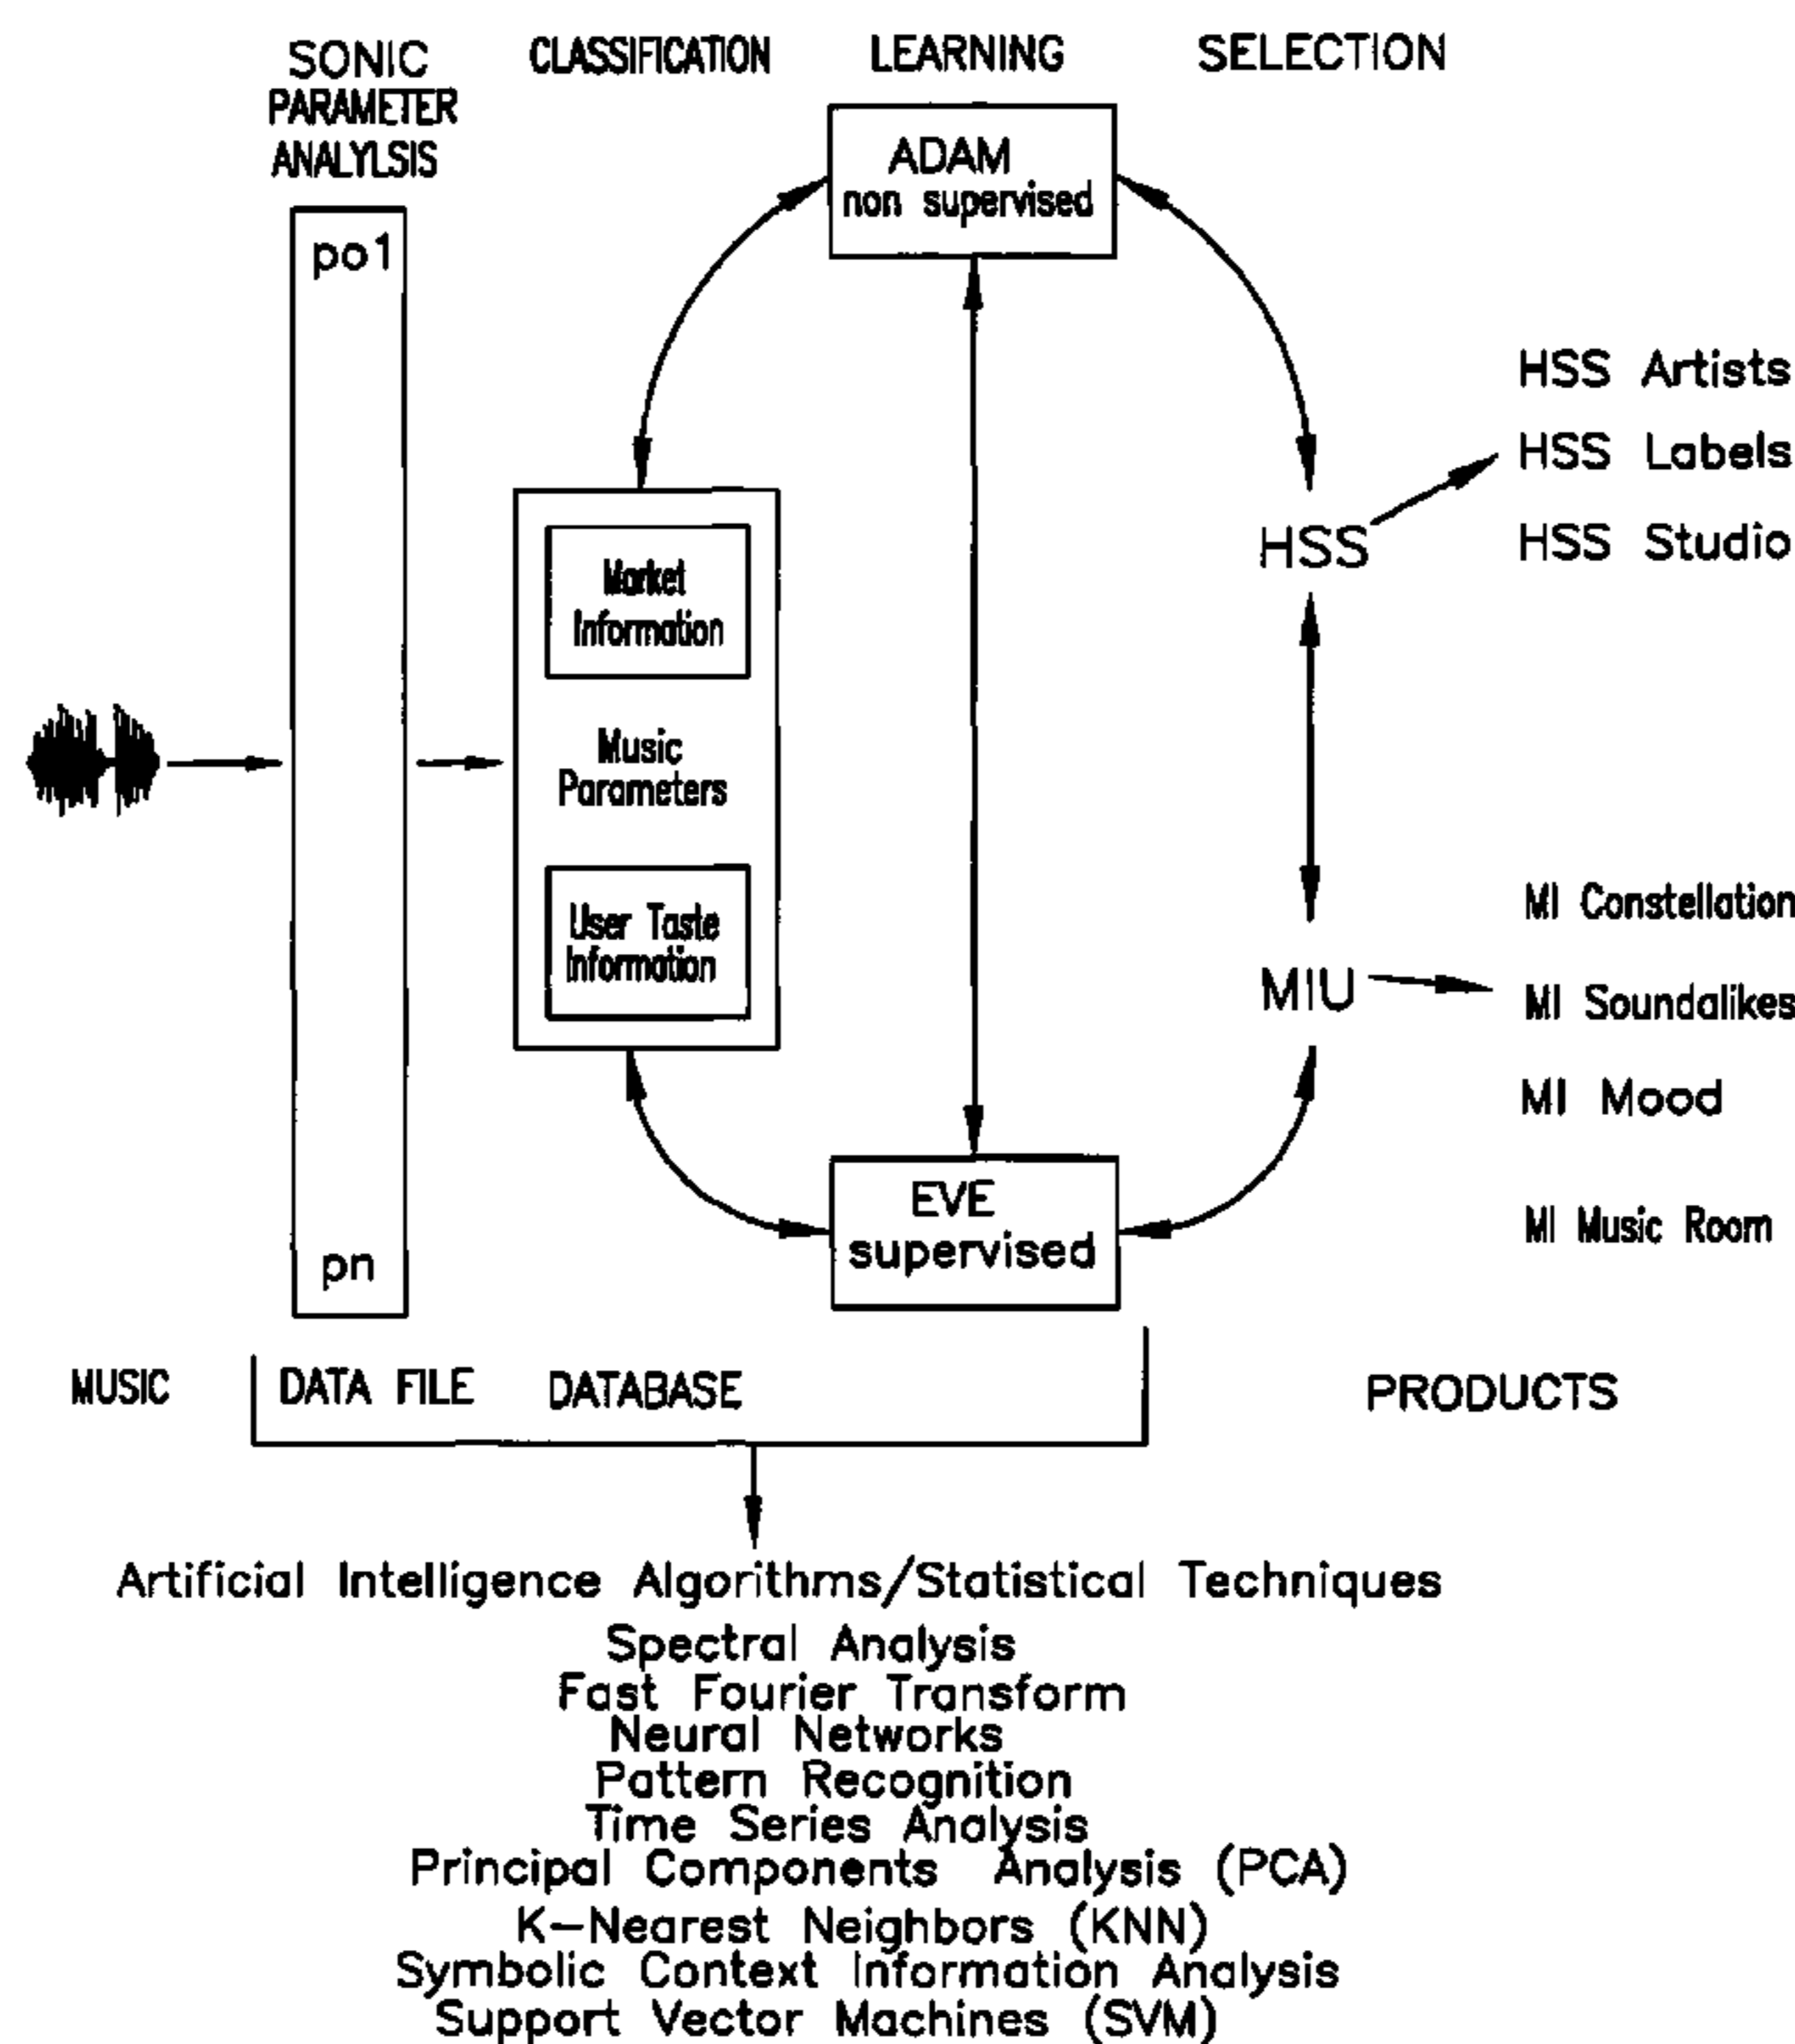 SONIC
PARAMETER
ANALYLSIS
CLASSIFICATION
LEARNING
SELECTION
po1
pn
Market
Information
Music
Parameters
User Taste
Information
ADAM
non supervised
EVE
supervised
HSS
MIU
HSS Artists
HSS Labels
HSS Studio
MI Constellation
MI Soundalikes
MI Mood
MI Music Room
MUSIC
DATA FILE
DATABASE
PRODUCTS
Artificial Intelligence Algorithms/Statistical Techniques
Spectral Analysis
Fast Fourier Transform
Neural Networks
Pattern Recognition
Time Series Analysis
Principal Components Analysis (PCA)
K-Nearest Neighbors (KNN)
Symbolic Context Information Analysis
Support Vector Machines (SVM)